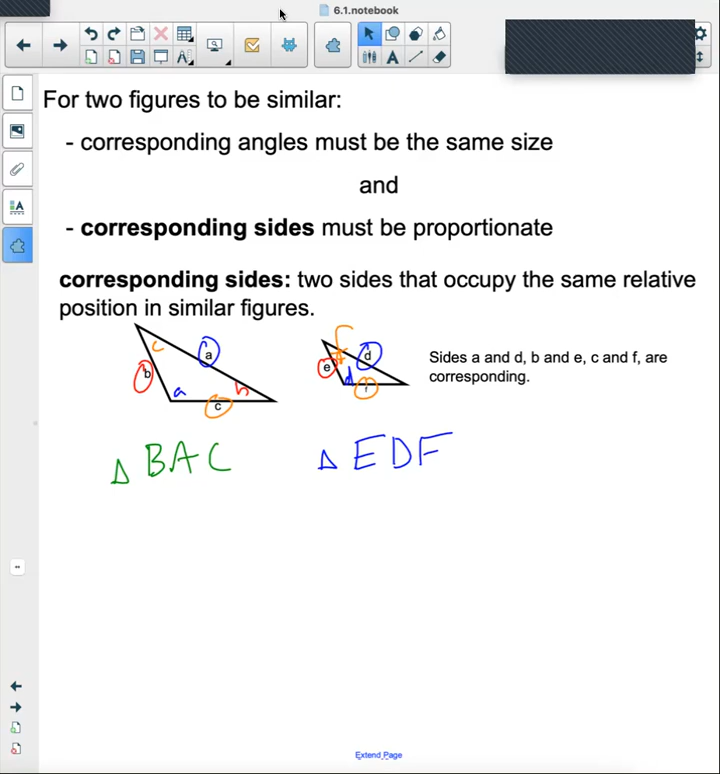 6.1.notebook
For two figures to be similar:
- corresponding angles must be the same size
and
- corresponding sides must be proportionate
corresponding sides: two sides that occupy the same relative
position in similar figures.
c a f d
b e
a b d
c f
Sides a and d, b and e, c and f, are
corresponding.
△ BAC △ EDF
Extend Page